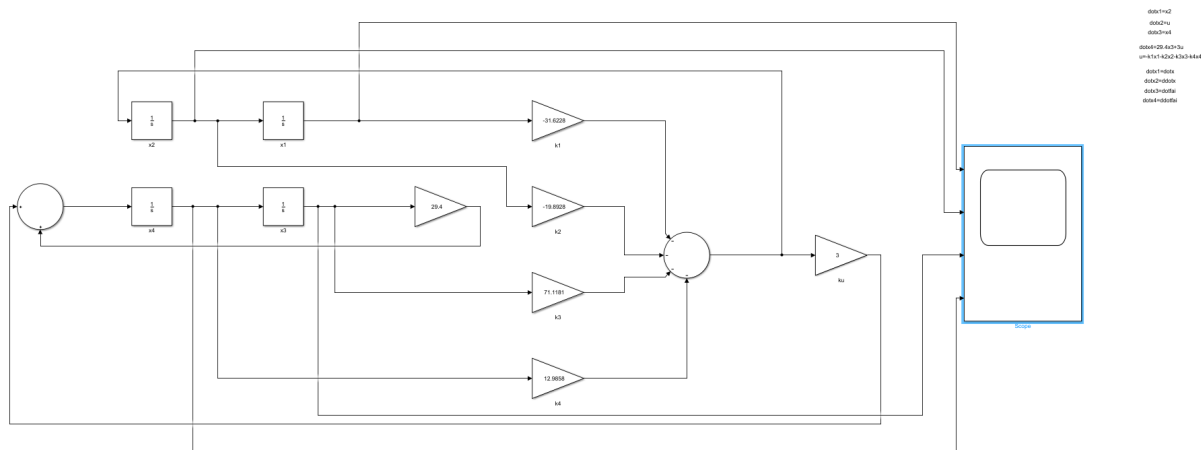 dotx1=x2
dotx2=u
dotx3=x4
dotx4=29.4x3+3u
u=-k1x1-k2x2-k3x3-k4x4
dotx1=dotx
dotx2=ddotx
dotx3=dotfai
dotx4=ddotfai
1
s
x2
1
s
x1
-31.6228
k1
1
s
x4
1
s
x3
29.4
-19.8928
k2
3
ku
71.1181
k3
12.9858
k4
Scope